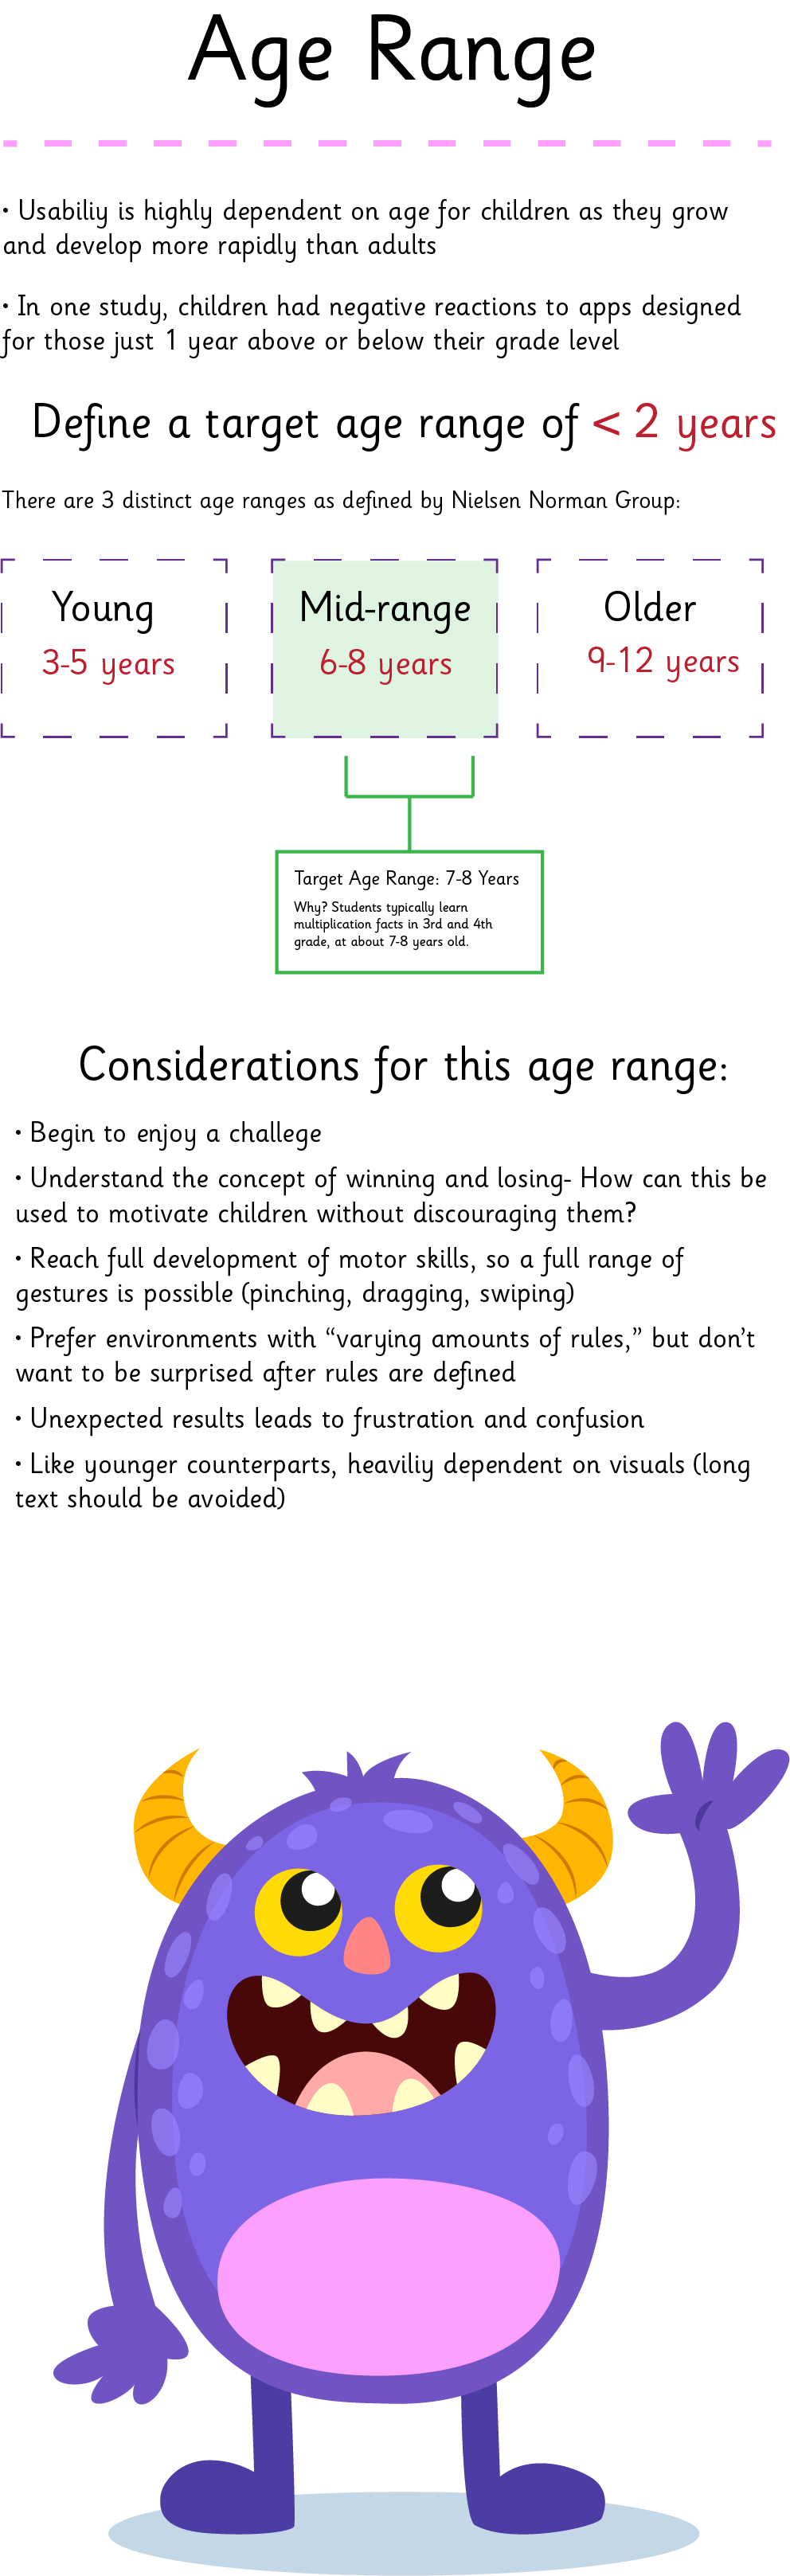 Age Range
• Usabiliy is highly dependent on age for children as they grow
and develop more rapidly than adults
• In one study, children had negative reactions to apps designed
for those just 1 year above or below their grade level
Define a target age range of < 2 years
There are 3 distinct age ranges as defined by Nielsen Norman Group:
Young
3-5 years
Mid-range
6-8 years
Older
9-12 years
Target Age Range: 7-8 Years
Why? Students typically learn
multiplication facts in 3rd and 4th
grade, at about 7-8 years old.
Considerations for this age range:
• Begin to enjoy a challege
• Understand the concept of winning and losing- How can this be
used to motivate children without discouraging them?
• Reach full development of motor skills, so a full range of
gestures is possible (pinching, dragging, swiping)
• Prefer environments with “varying amounts of rules,” but don’t
want to be surprised after rules are defined
• Unexpected results leads to frustration and confusion
• Like younger counterparts, heaviliy dependent on visuals (long
text should be avoided)